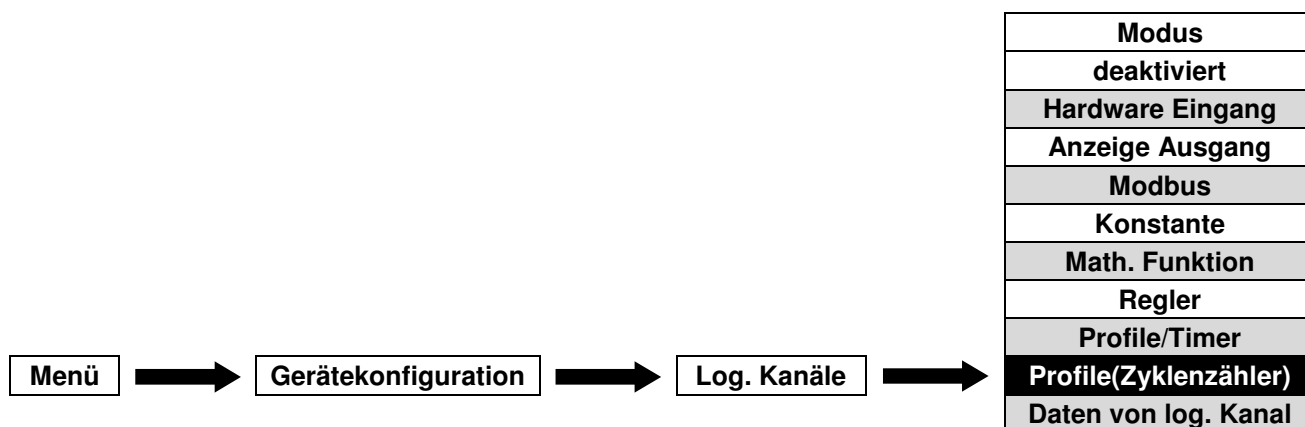 Modus
deaktiviert
Hardware Eingang
Anzeige Ausgang
Modbus
Konstante
Math. Funktion
Regler
Profile/Timer
Menü
Gerätekonfiguration
Log. Kanäle
Profile(Zyklenzähler)
Daten von log. Kanal